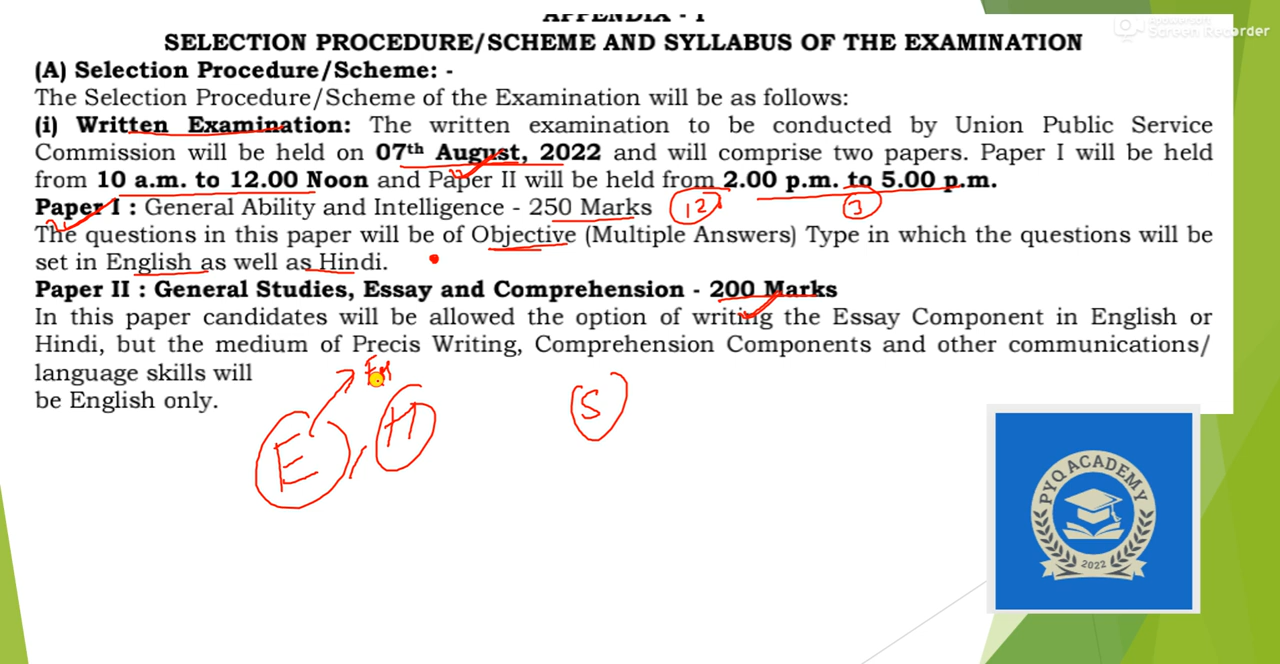 APPENDIX - I
SELECTION PROCEDURE/SCHEME AND SYLLABUS OF THE EXAMINATION
(A) Selection Procedure/Scheme: -
The Selection Procedure/Scheme of the Examination will be as follows:
(i) Written Examination: The written examination to be conducted by Union Public Service
Commission will be held on 07th August, 2022 and will comprise two papers. Paper I will be held
from 10 a.m. to 12.00 Noon and Paper II will be held from 2.00 p.m. to 5.00 p.m.
Paper I : General Ability and Intelligence - 250 Marks
12
3
The questions in this paper will be of Objective (Multiple Answers) Type in which the questions will be
set in English as well as Hindi.
Paper II : General Studies, Essay and Comprehension - 200 Marks
In this paper candidates will be allowed the option of writing the Essay Component in English or
Hindi, but the medium of Precis Writing, Comprehension Components and other communications/
language skills will
be English only.
E, H
S
PYQ ACADEMY
2022
Apowersoft
Screen Recorder